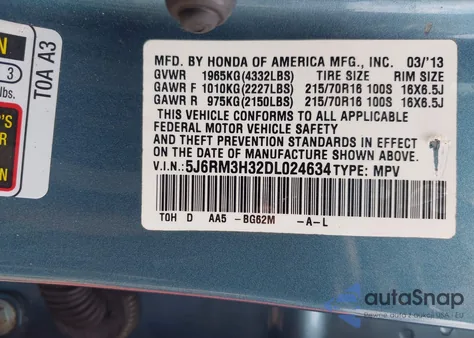 MFD. BY HONDA OF AMERICA MFG., INC. 03/'13
GVWR 1965KG(4332LBS) TIRE SIZE RIM SIZE
GAWR F 1010KG(2227LBS) 215/70R16 100S 16X6.5J
GAWR R 975KG(2150LBS) 215/70R16 100S 16X6.5J
THIS VEHICLE CONFORMS TO ALL APPLICABLE
FEDERAL MOTOR VEHICLE SAFETY
AND THEFT PREVENTION STANDARDS IN EFFECT
ON THE DATE OF MANUFACTURE SHOWN ABOVE.
V.I.N.: 5J6RM3H32DL024634 TYPE: MPV
TOH D AA5 -BG62M -A-L
TOA A3
3
lbs.
autoSnap